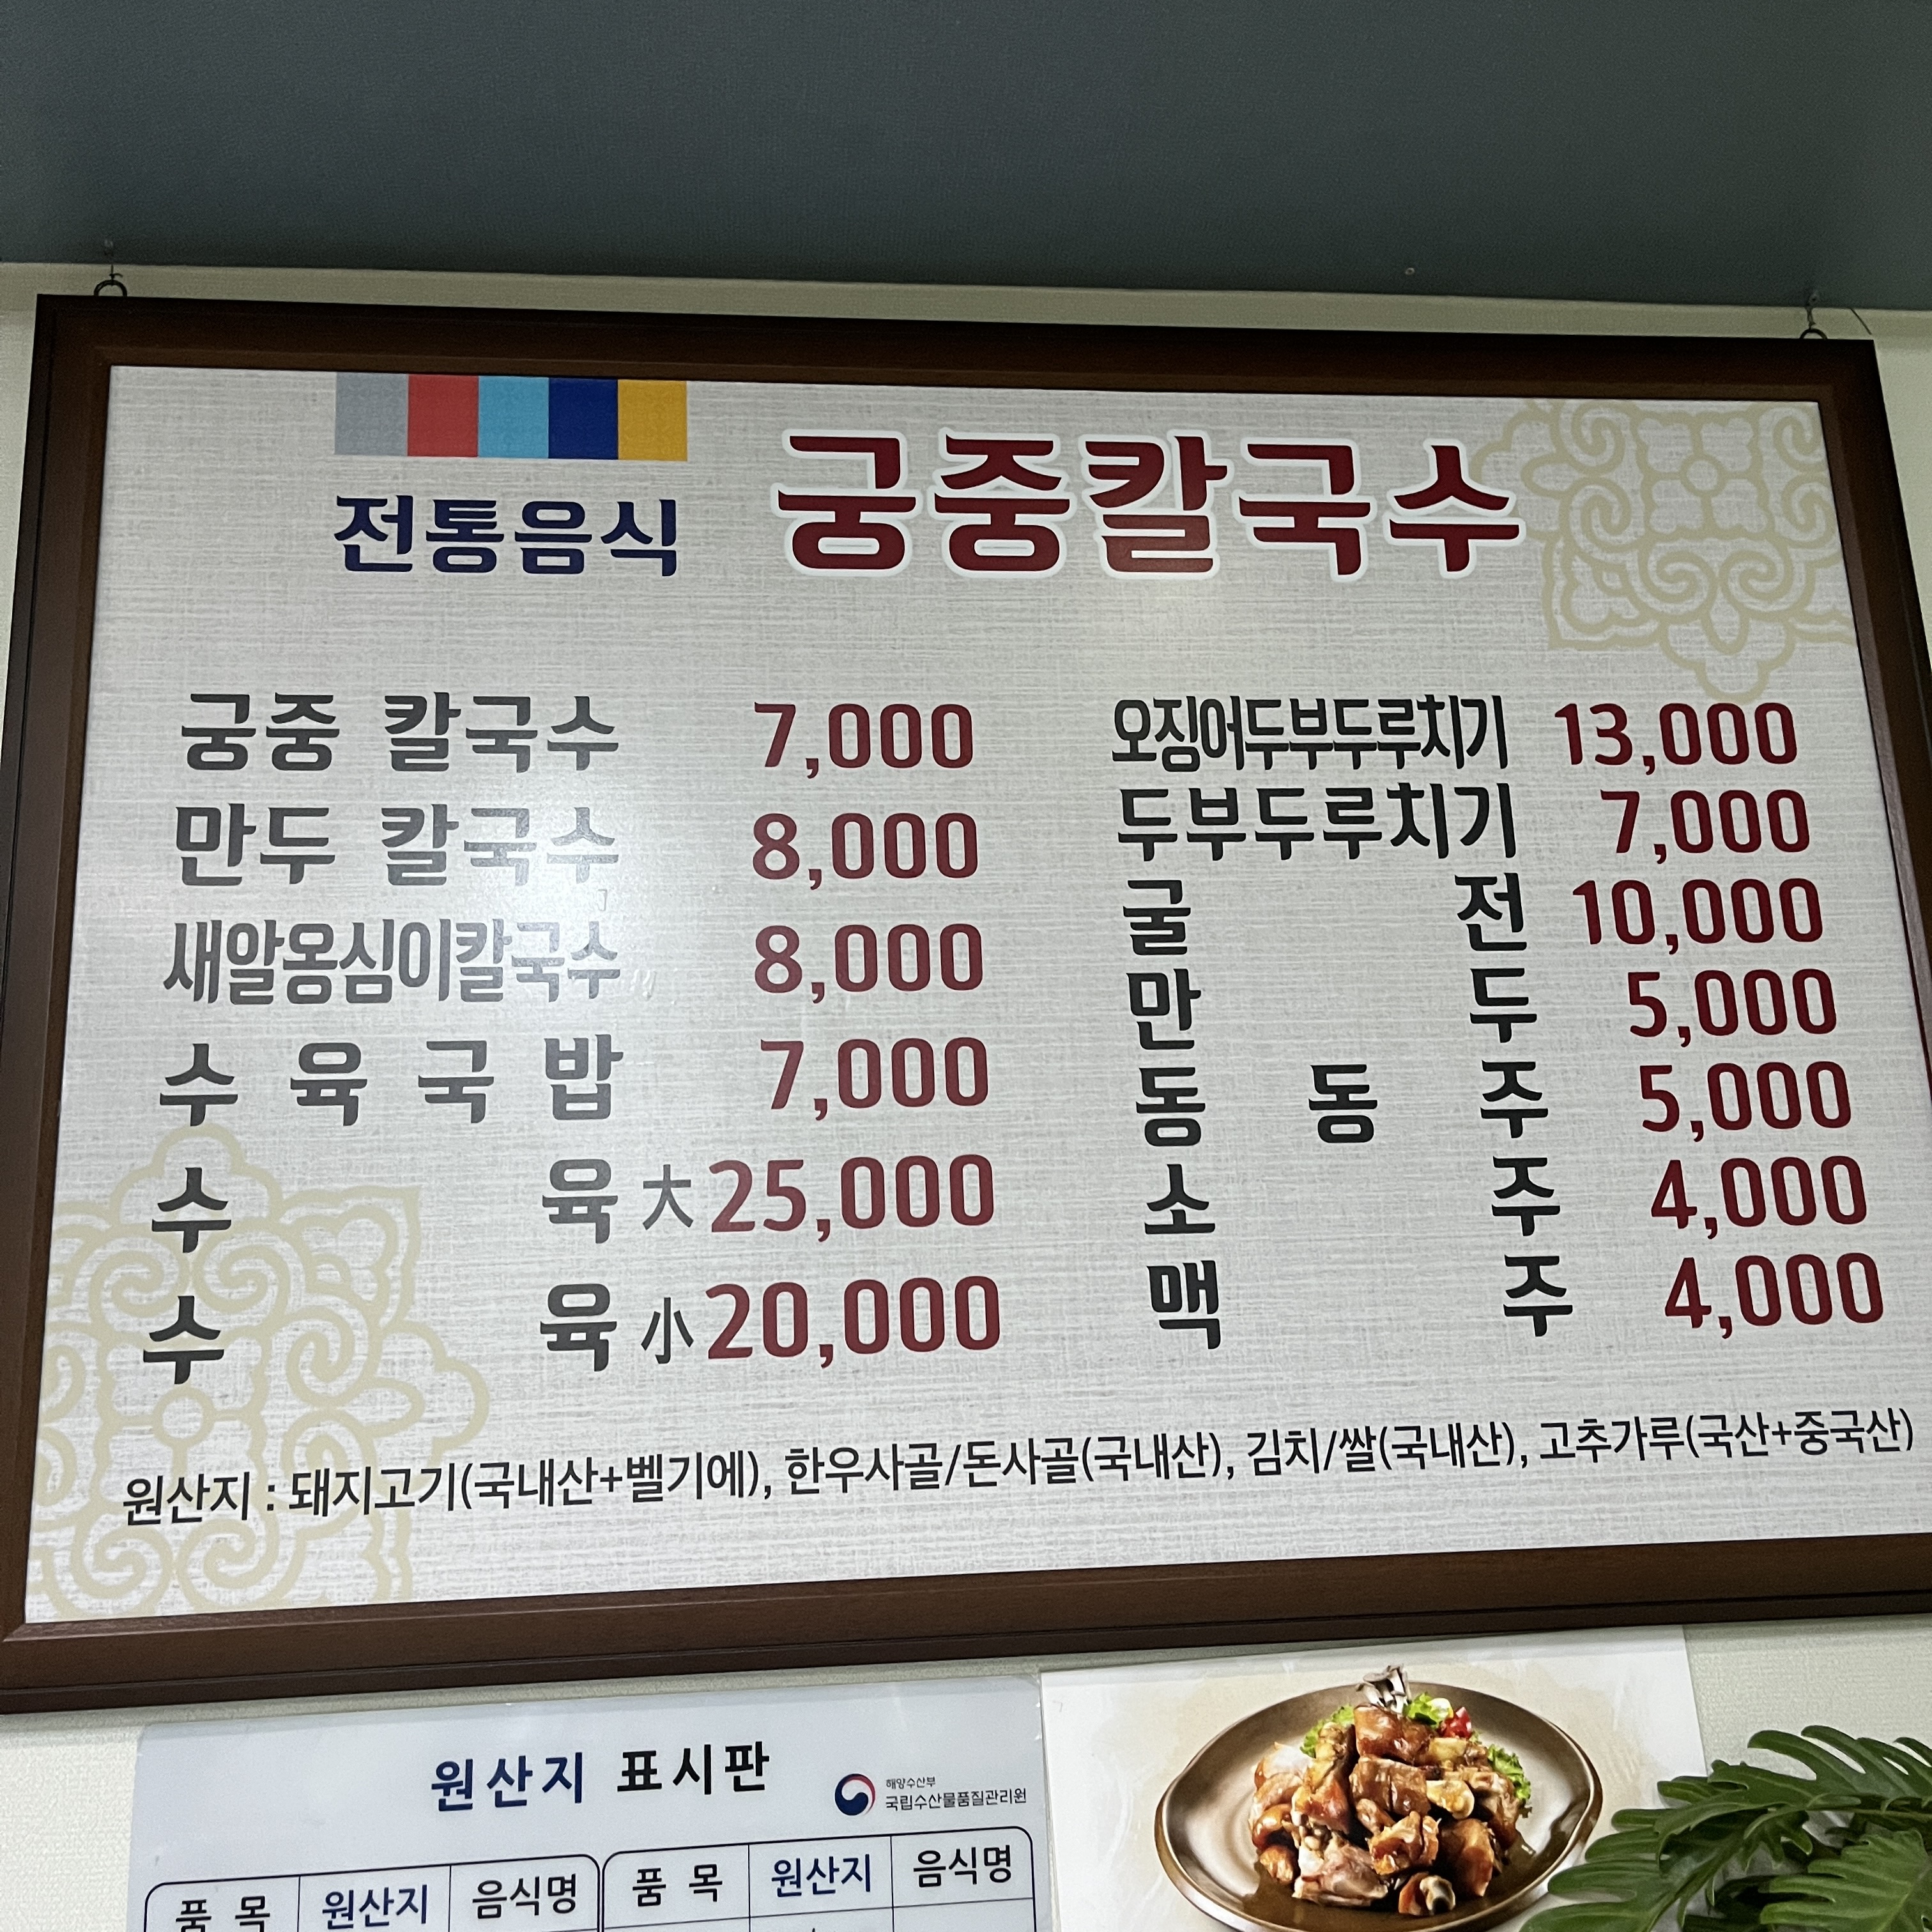 전통음식 궁중칼국수
궁중 칼국수 7,000
만두 칼국수 8,000
새알옹심이칼국수 8,000
수육국밥 7,000
수육 大 25,000
수육 小 20,000
오징어두부두루치기 13,000
두부두루치기 7,000
굴전 10,000
만두 5,000
동동주 5,000
소주 4,000
맥주 4,000
원산지 : 돼지고기(국내산+벨기에), 한우사골/돈사골(국내산), 김치/쌀(국내산), 고추가루(국산+중국산)
원산지 표시판
해양수산부
국립수산물품질관리원
품 목 원산지 음식명 품 목 원산지 음식명